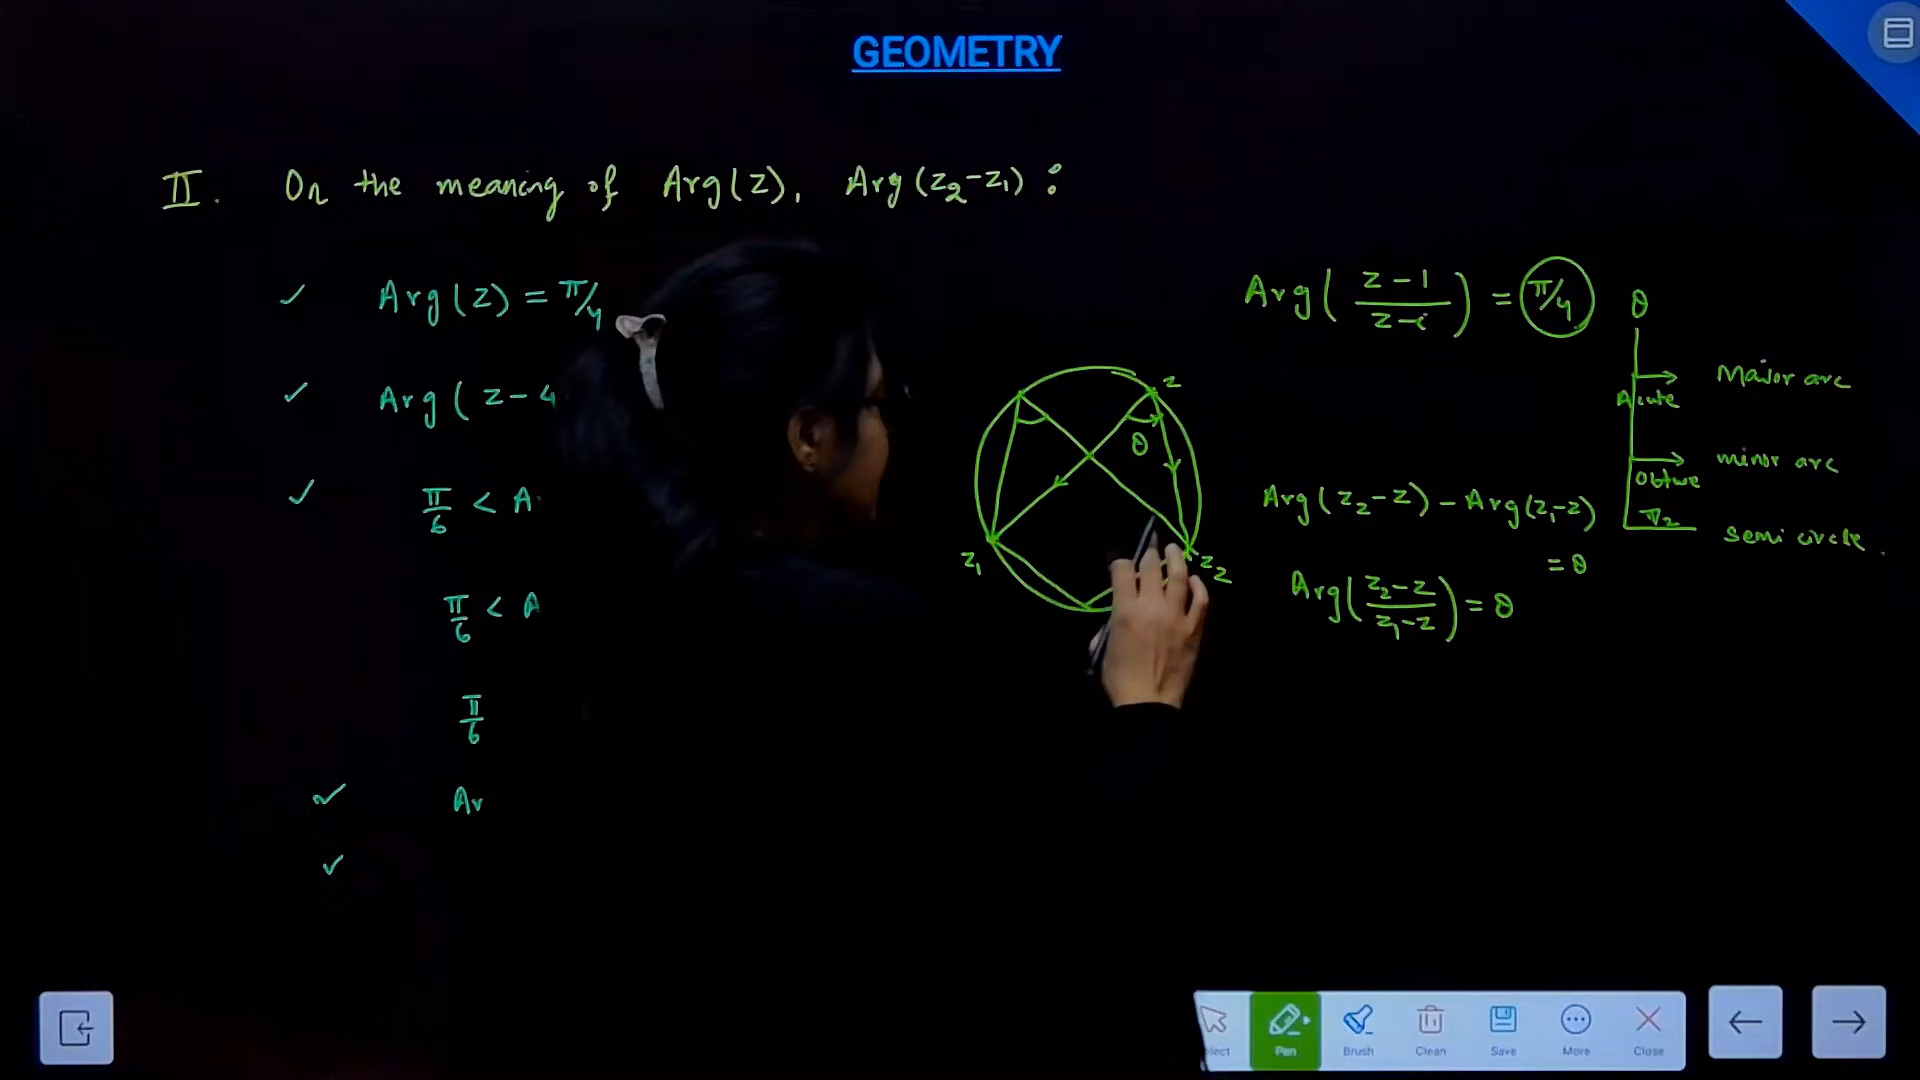 GEOMETRY
II. On the meaning of Arg(z), Arg(z₂-z₁) :
✓ Arg(z) = π/4
✓ Arg( z-4
✓ π/6 < A
π/6 < A
π/6
✓ Ar
✓
z
θ
z₁
z₂
Arg( (z-1)/(z-i) ) = π/4
θ
Acute → Major arc
Obtuse → minor arc
π/2 semi circle.
Arg(z₂-z) - Arg(z₁-z)
= θ
Arg( (z₂-z)/(z₁-z) ) = θ
Pen
Brush
Clean
Save
More
Close